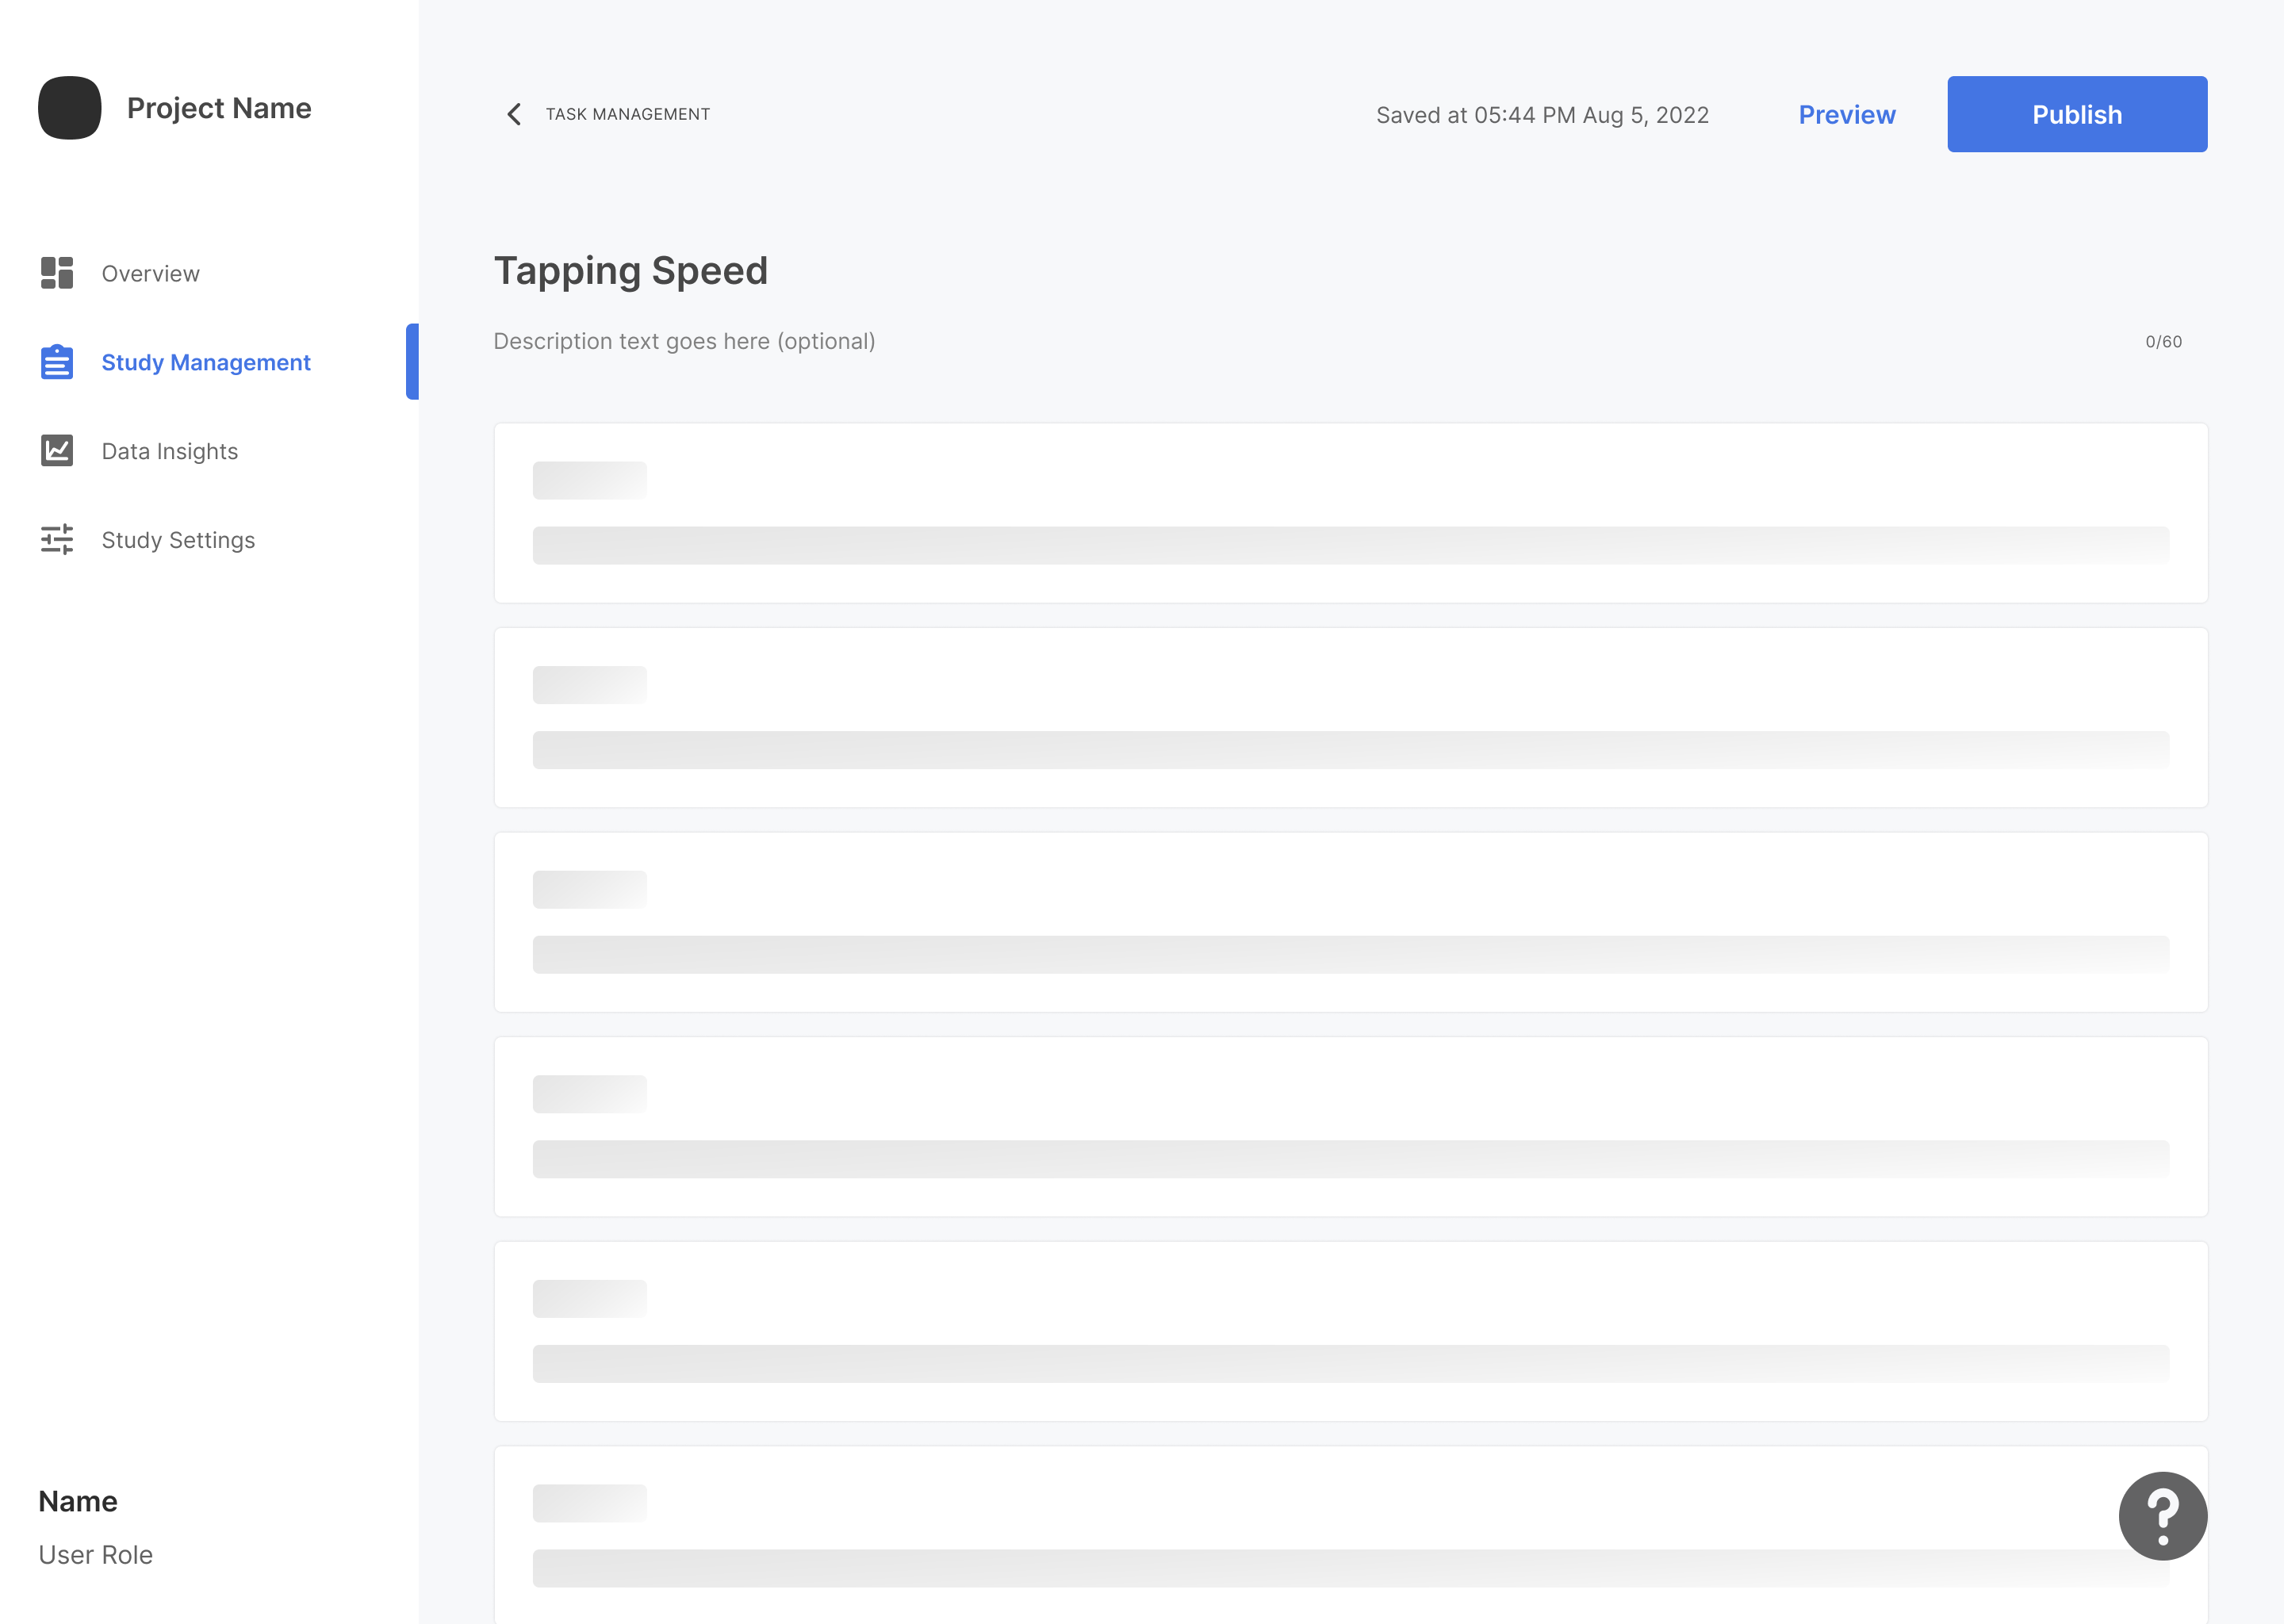 Project Name
Overview
Study Management
Data Insights
Study Settings
Name
User Role
TASK MANAGEMENT
Saved at 05:44 PM Aug 5, 2022
Preview
Publish
Tapping Speed
Description text goes here (optional)
0/60
?